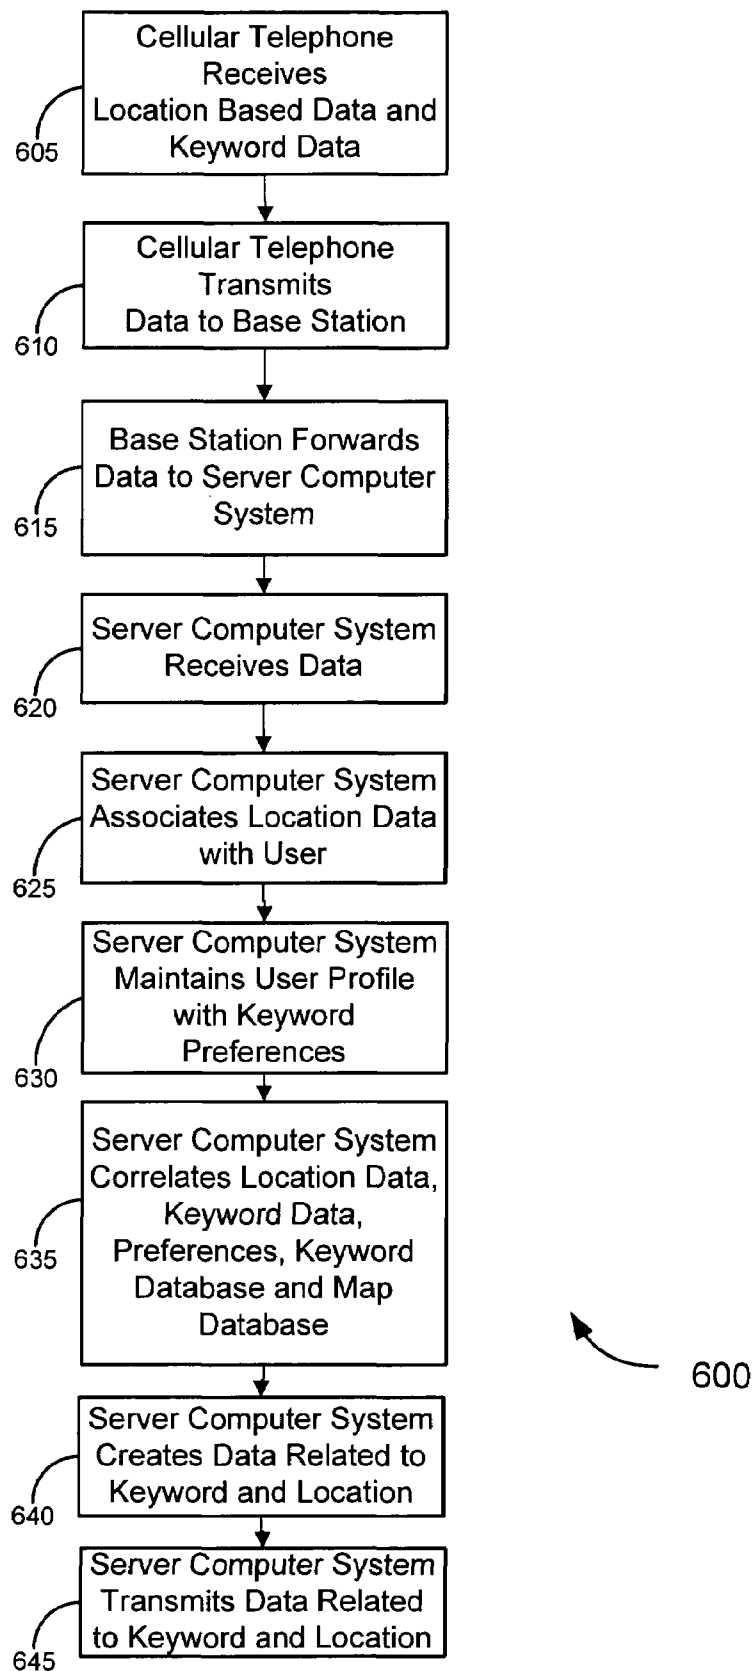 Cellular Telephone
Receives
Location Based Data and
Keyword Data
605
Cellular Telephone
Transmits
Data to Base Station
610
Base Station Forwards
Data to Server Computer
System
615
Server Computer System
Receives Data
620
Server Computer System
Associates Location Data
with User
625
Server Computer System
Maintains User Profile
with Keyword
Preferences
630
Server Computer System
Correlates Location Data,
Keyword Data,
Preferences, Keyword
Database and Map
Database
635
600
Server Computer System
Creates Data Related to
Keyword and Location
640
Server Computer System
Transmits Data Related
to Keyword and Location
645